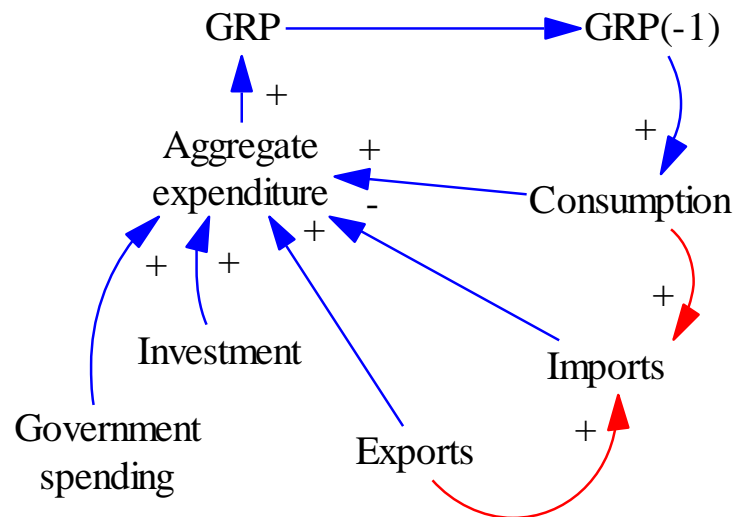 GRP
GRP(-1)
+
Aggregate
expenditure
+
+
-
Consumption
+
+
+
+
Investment
Imports
Government
spending
Exports
+